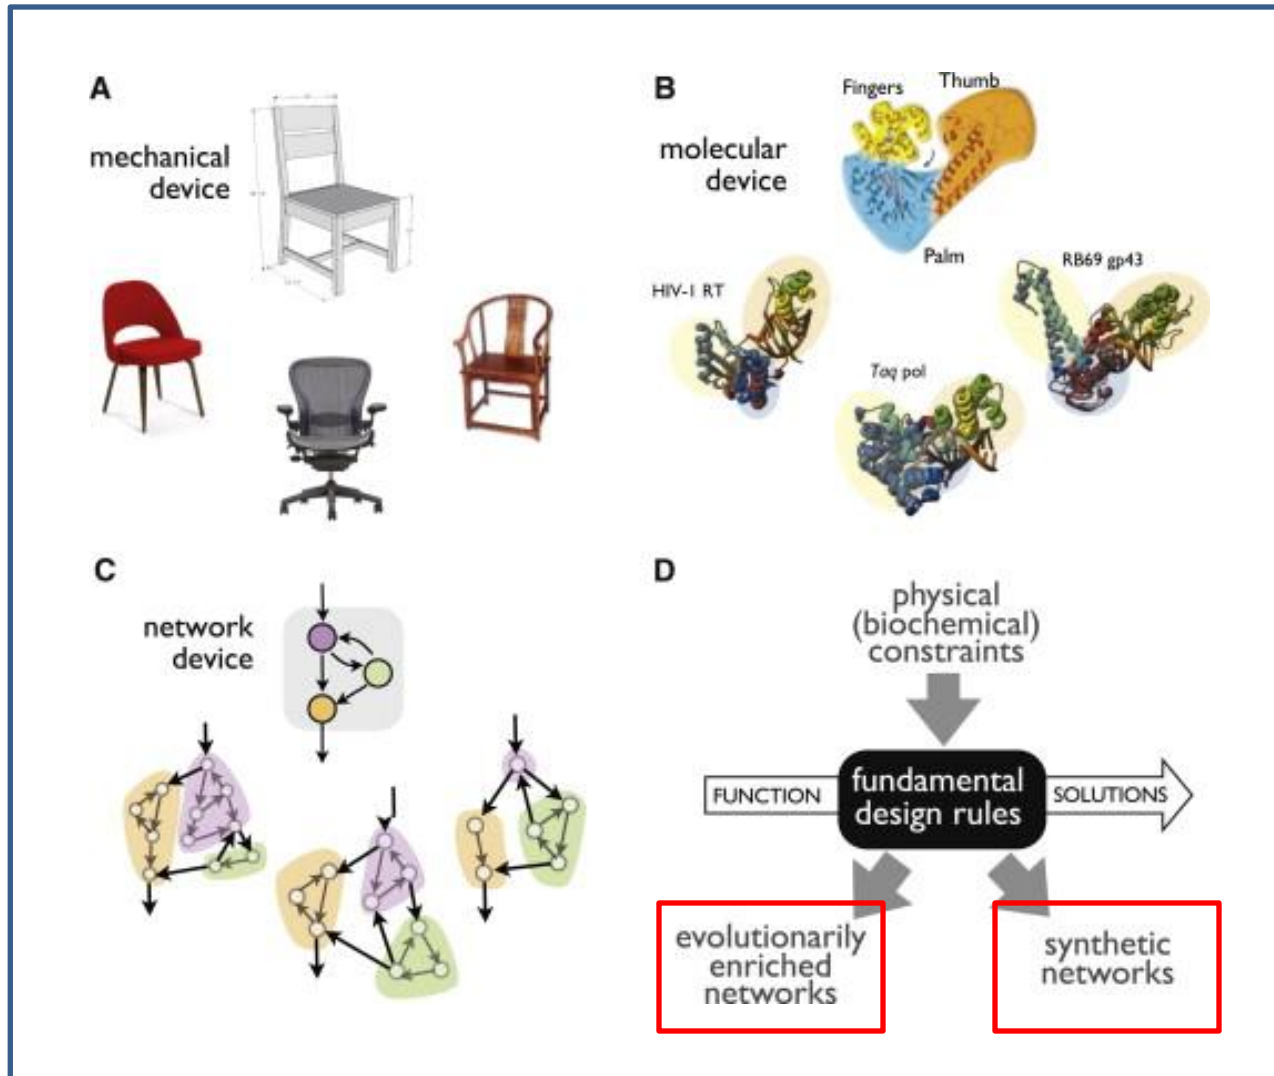 A
mechanical
device
B
Fingers
Thumb
molecular
device
Palm
HIV-1 RT
RB69 gp43
Taq pol
C
network
device
D
physical
(biochemical)
constraints
FUNCTION
fundamental
design rules
SOLUTIONS
evolutionarily
enriched
networks
synthetic
networks